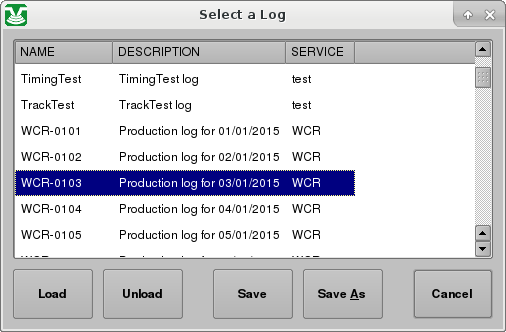 Select a Log
NAME DESCRIPTION SERVICE
TimingTest TimingTest log test
TrackTest TrackTest log test
WCR-0101 Production log for 01/01/2015 WCR
WCR-0102 Production log for 02/01/2015 WCR
WCR-0103 Production log for 03/01/2015 WCR
WCR-0104 Production log for 04/01/2015 WCR
WCR-0105 Production log for 05/01/2015 WCR
Load Unload Save Save As Cancel